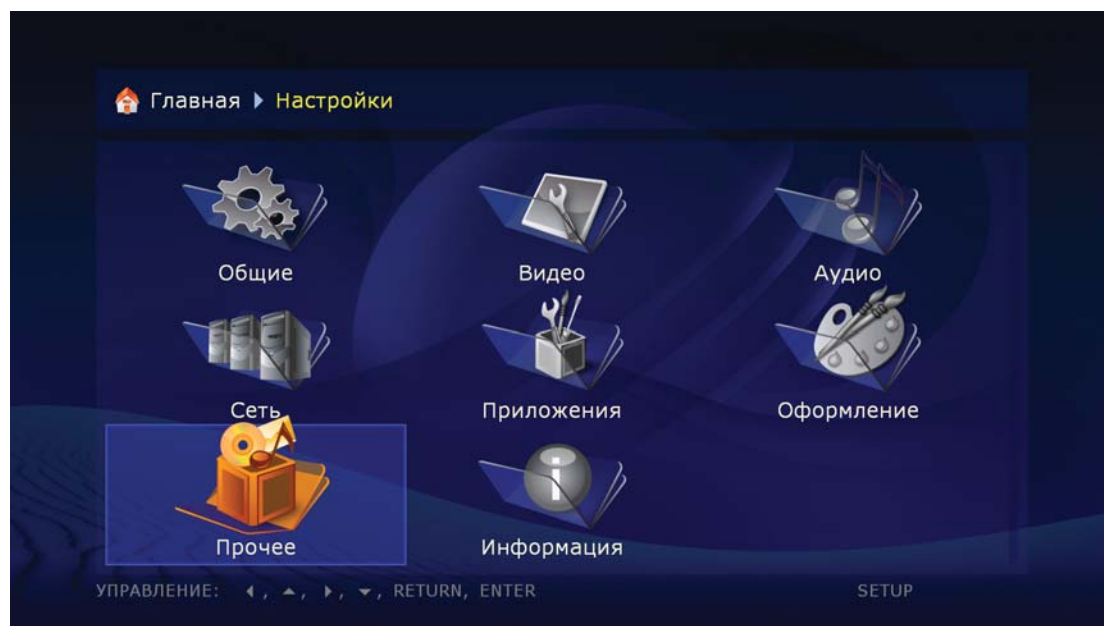 Главная ▶ Настройки
Общие Видео Аудио
Сеть Приложения Оформление
Прочее Информация
УПРАВЛЕНИЕ: ◀, ▲, ▶, ▼, RETURN, ENTER SETUP